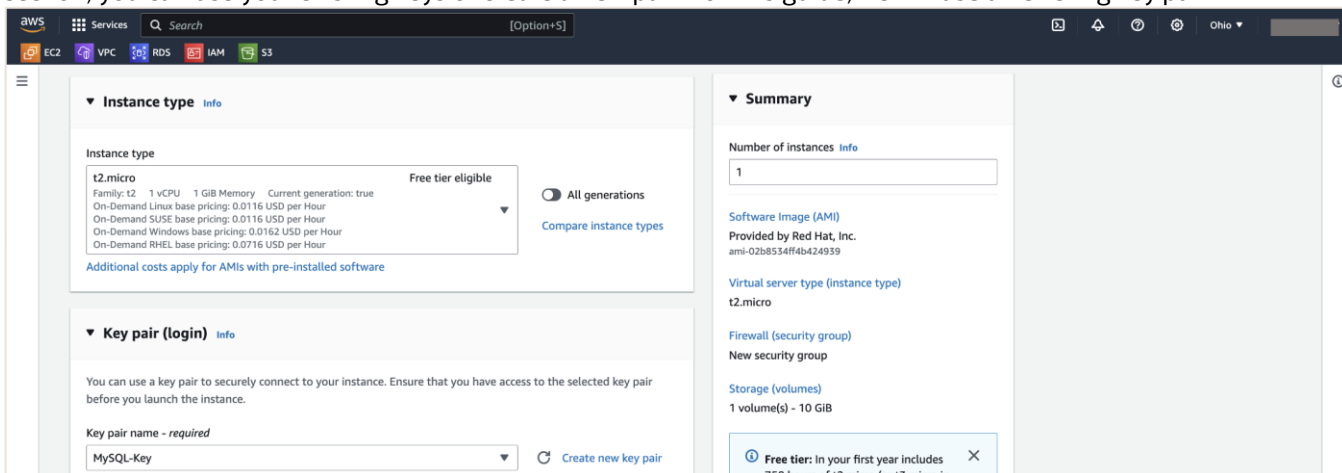 aws Services Search [Option+S] Ohio
EC2 VPC RDS IAM S3
Instance type Info
Instance type
t2.micro Free tier eligible
Family: t2 1 vCPU 1 GiB Memory Current generation: true
On-Demand Linux base pricing: 0.0116 USD per Hour
On-Demand SUSE base pricing: 0.0116 USD per Hour
On-Demand Windows base pricing: 0.0162 USD per Hour
On-Demand RHEL base pricing: 0.0716 USD per Hour
All generations
Compare instance types
Additional costs apply for AMIs with pre-installed software
Key pair (login) Info
You can use a key pair to securely connect to your instance. Ensure that you have access to the selected key pair
before you launch the instance.
Key pair name - required
MySQL-Key
Create new key pair
Summary
Number of instances Info
1
Software Image (AMI)
Provided by Red Hat, Inc.
ami-02b8534ff4b424939
Virtual server type (instance type)
t2.micro
Firewall (security group)
New security group
Storage (volumes)
1 volume(s) - 10 GiB
Free tier: In your first year includes